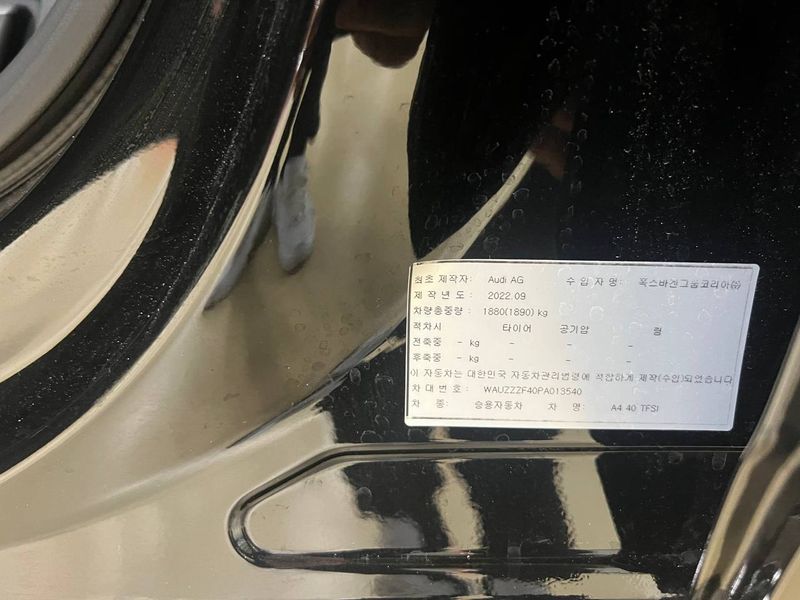 최초 제작자: Audi AG 수 입 자 명: 폭스바겐그룹코리아㈜
제 작 년 도 : 2022.09
차량총중량 : 1880(1890) kg
적차시 타이어 공기압 림
전축중 - kg - - -
후축중 - kg - - -
이 자동차는 대한민국 자동차관리법령에 적합하게 제작(수입)되었습니다
차 대 번 호 : WAUZZZF40PA013540
차 종: 승용자동차 차 명: A4 40 TFSI